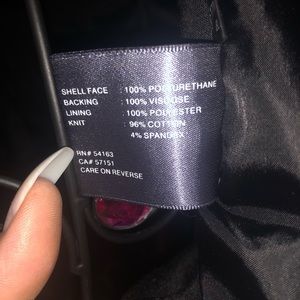 SHELL FACE : 100% POLYURETHANE
BACKING : 100% VISCOSE
LINING : 100% POLYESTER
KNIT 96% COTTON
4% SPANDEX
RN# 54163
CA# 57151
CARE ON REVERSE